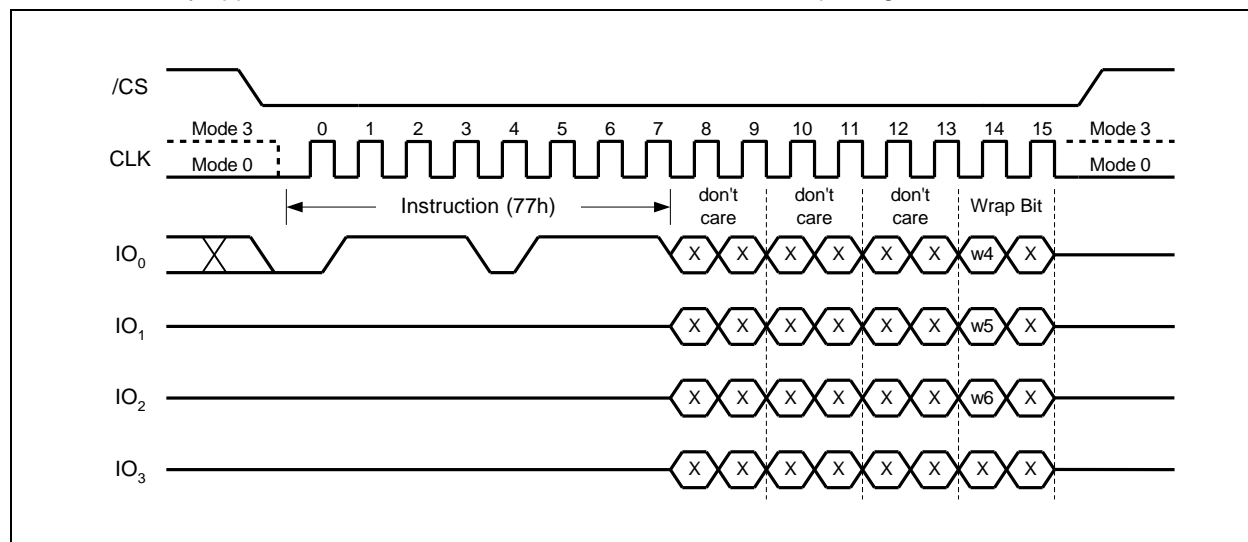 /CS
Mode 3 0 1 2 3 4 5 6 7 8 9 10 11 12 13 14 15 Mode 3
CLK
Mode 0 Mode 0
Instruction (77h) don't care don't care don't care Wrap Bit
IO0 X X X X X X w4 X
IO1 X X X X X X w5 X
IO2 X X X X X X w6 X
IO3 X X X X X X X X